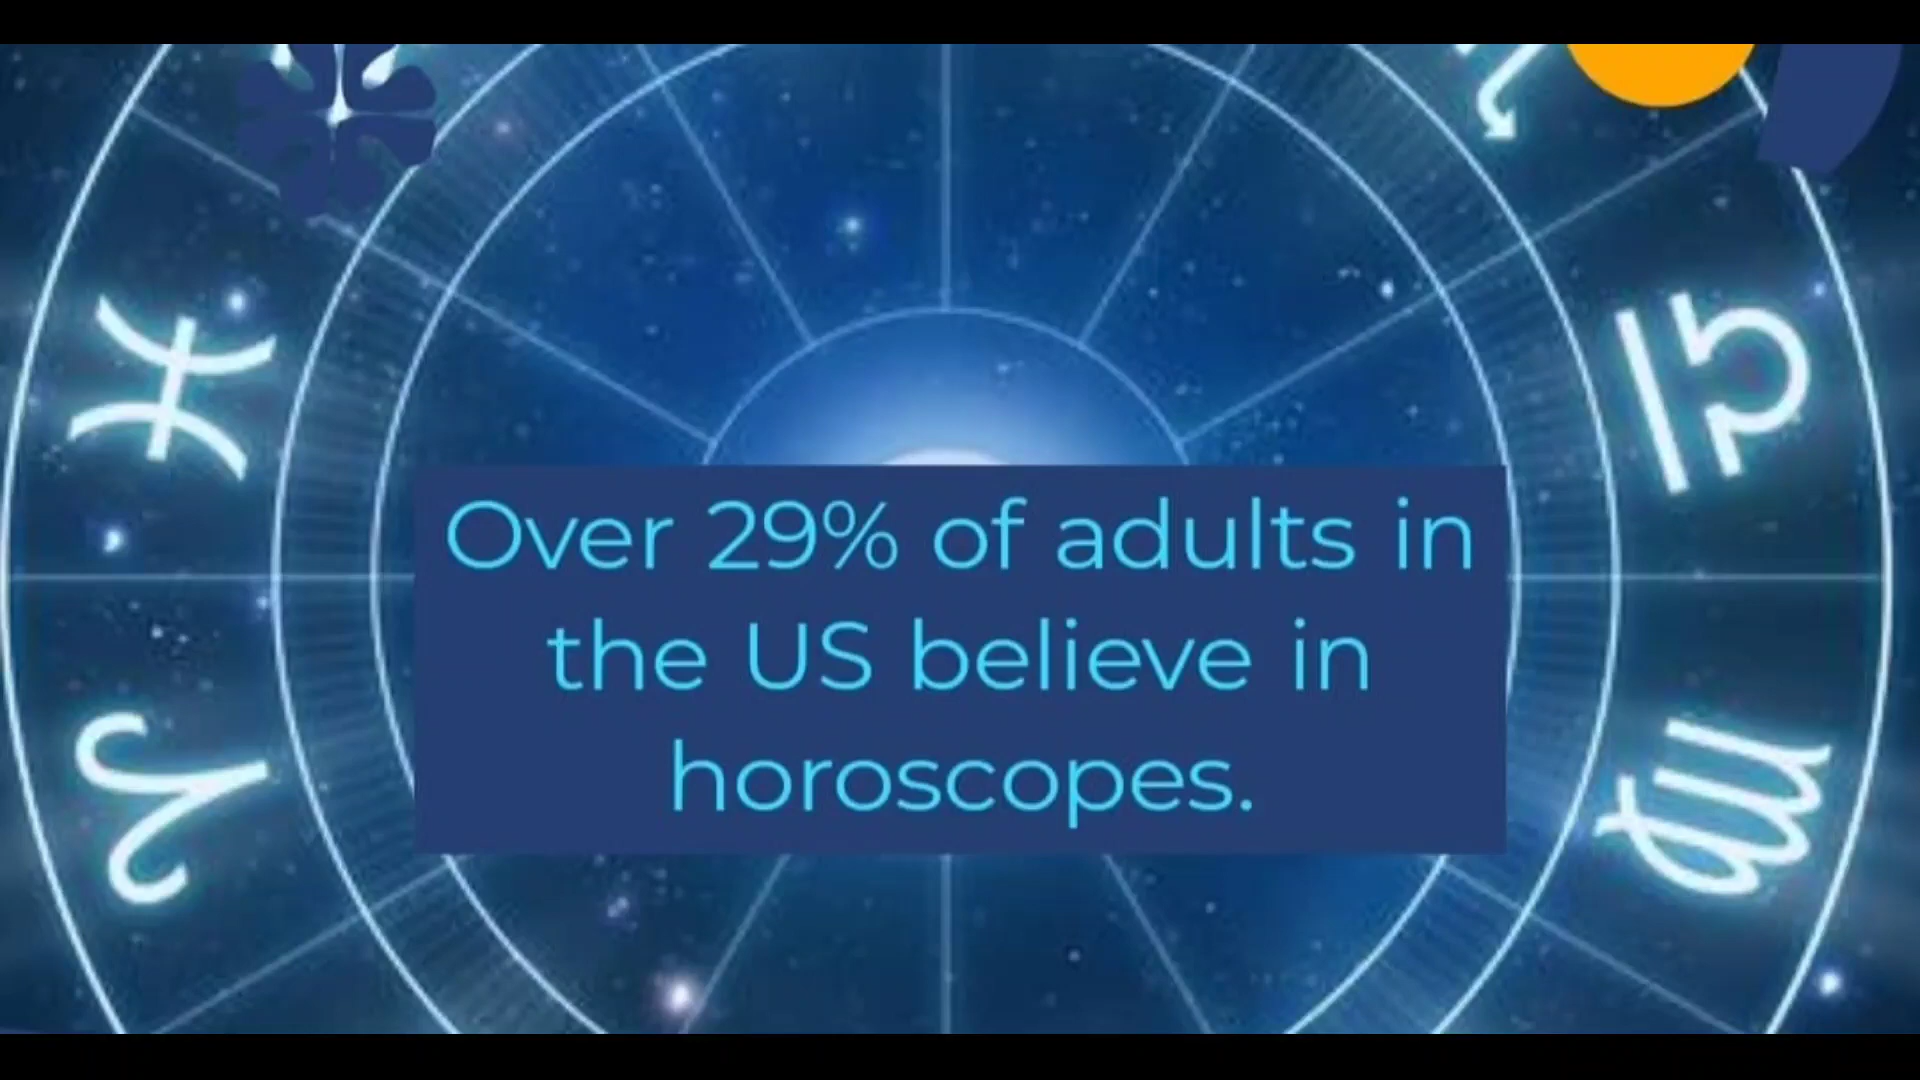 Over 29% of adults in
the US believe in
horoscopes.